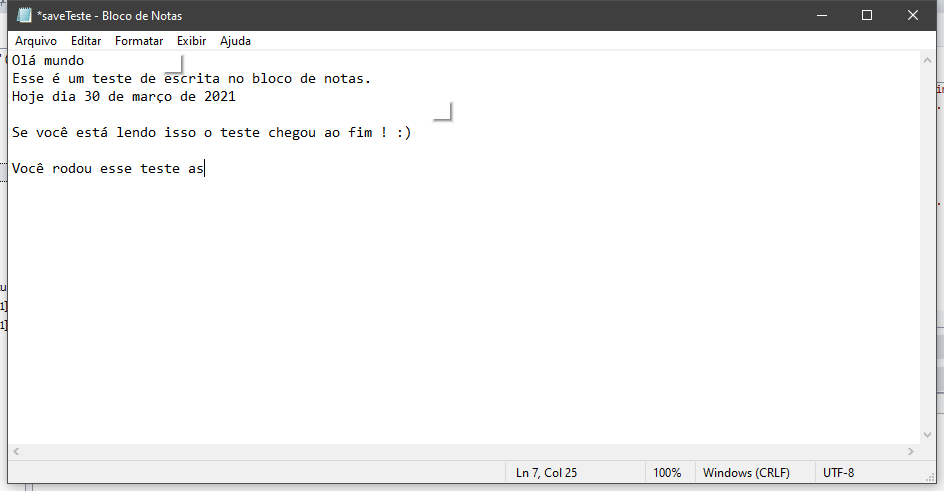 *saveTeste - Bloco de Notas
Arquivo Editar Formatar Exibir Ajuda
Olá mundo
Esse é um teste de escrita no bloco de notas.
Hoje dia 30 de março de 2021
Se você está lendo isso o teste chegou ao fim ! :)
Você rodou esse teste as
Ln 7, Col 25 100% Windows (CRLF) UTF-8